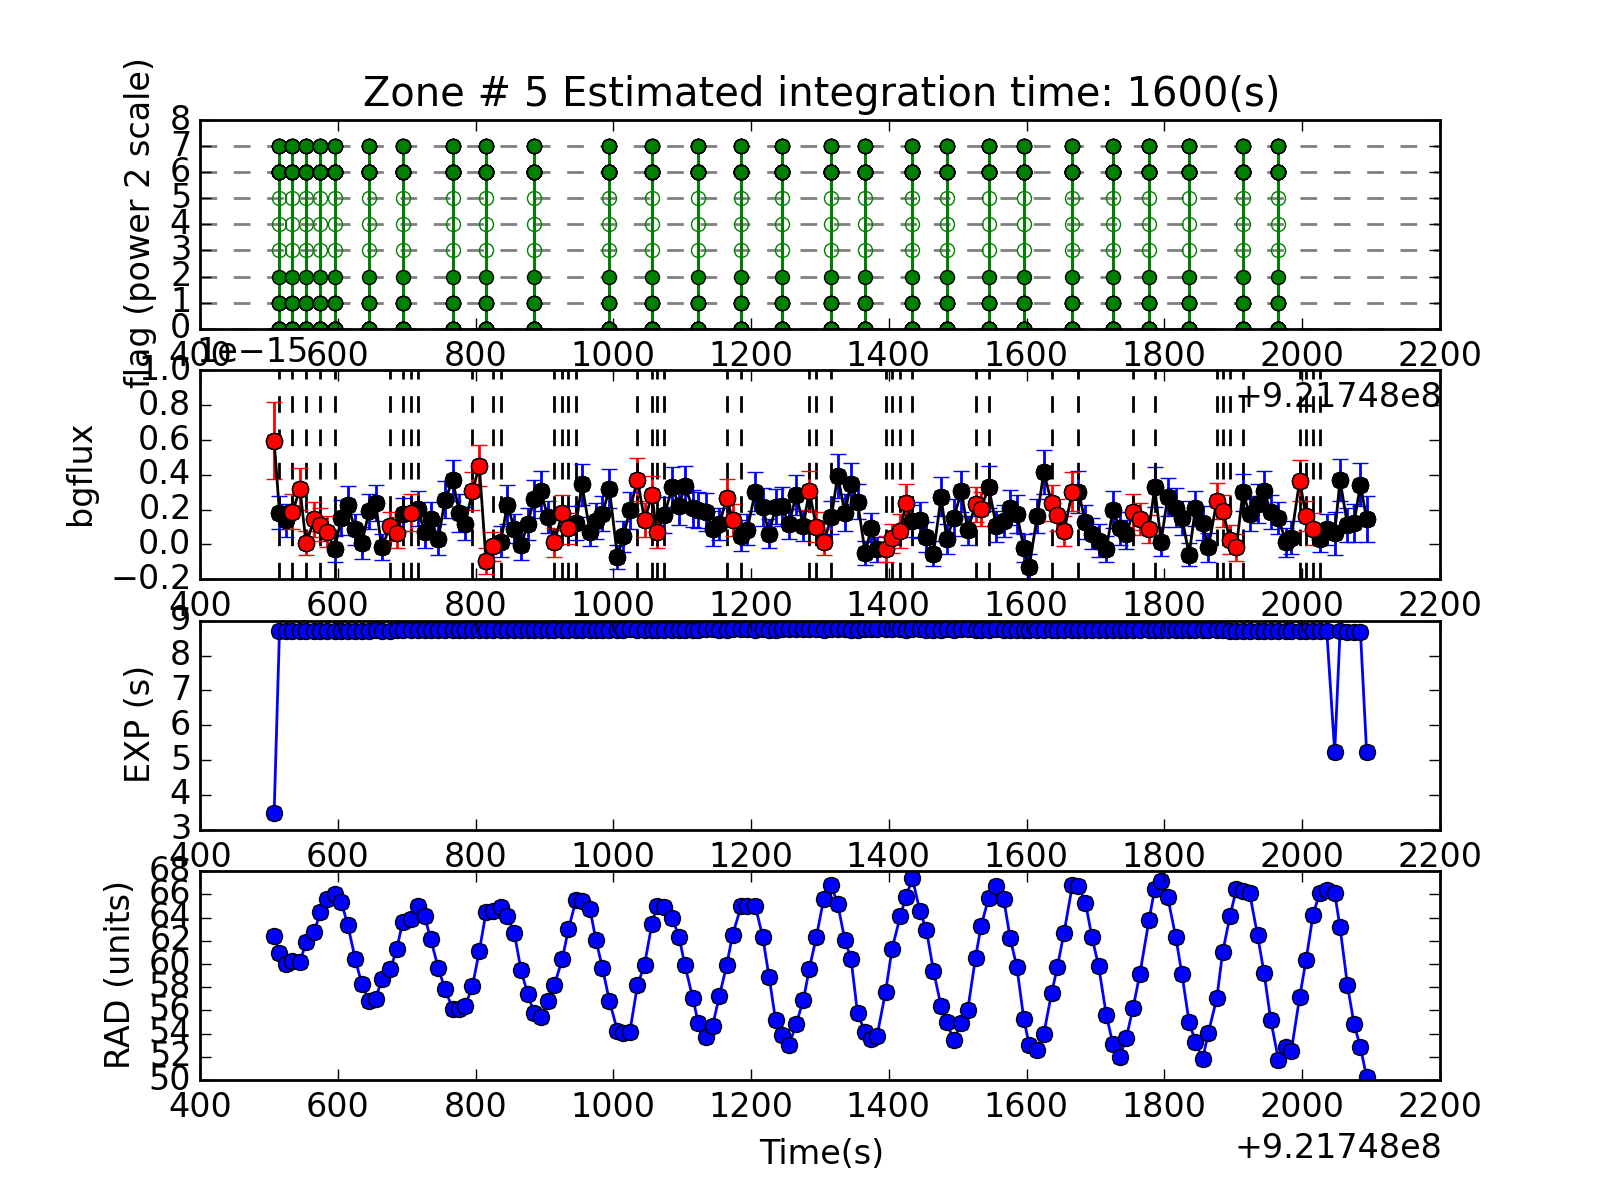 Zone # 5 Estimated integration time: 1600(s)
flag (power 2 scale)
8
7
6
5
4
3
2
1
0
400 600 800 1000 1200 1400 1600 1800 2000 2200
1e−15
+9.21748e8
bgflux
1.0
0.8
0.6
0.4
0.2
0.0
−0.2
400 600 800 1000 1200 1400 1600 1800 2000 2200
EXP (s)
9
8
7
6
5
4
3
400 600 800 1000 1200 1400 1600 1800 2000 2200
RAD (units)
68
66
64
62
60
58
56
54
52
50
400 600 800 1000 1200 1400 1600 1800 2000 2200
Time(s)
+9.21748e8